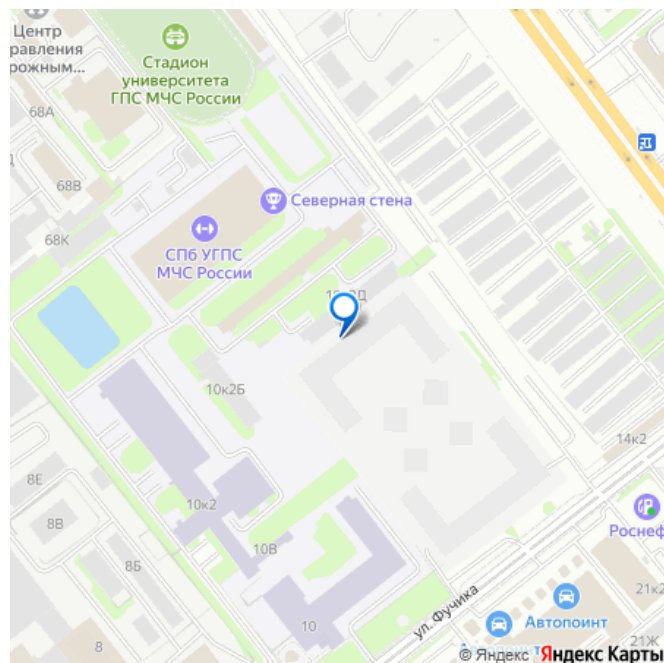 Центр
равления
рожным...
Стадион
университета
ГПС МЧС России
68А
68В
68К
Северная стена
СПб УГПС
МЧС России
10к2Б
14к2
8Е
10к2
Роснеф
8В
10В
8Б
ул. Фучика
21к2
Автопоинт
10
8
21Ж
© Яндекс Яндекс Карты